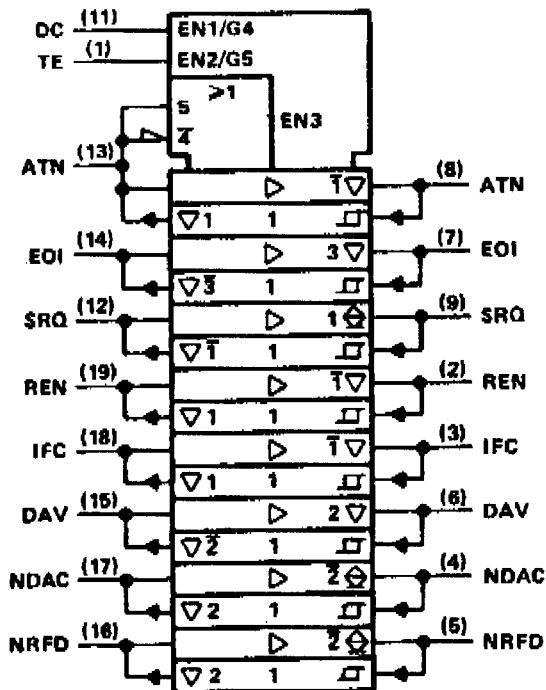 DC (11) EN1/G4
TE (1) EN2/G5
≥1
5 EN3
4̅
ATN (13)
▷ 1̅ ▽ (8) ATN
▽ 1 1
EOI (14) ▷ 3 ▽ (7) EOI
▽ 3̅ 1
SRQ (12) ▷ 1 (9) SRQ
▽ 1̅ 1
REN (19) ▷ 1̅ ▽ (2) REN
▽ 1 1
IFC (18) ▷ 1̅ ▽ (3) IFC
▽ 1 1
DAV (15) ▷ 2 ▽ (6) DAV
▽ 2̅ 1
NDAC (17) ▷ 2̅ (4) NDAC
▽ 2 1
NRFD (16) ▷ 2̅ (5) NRFD
▽ 2 1